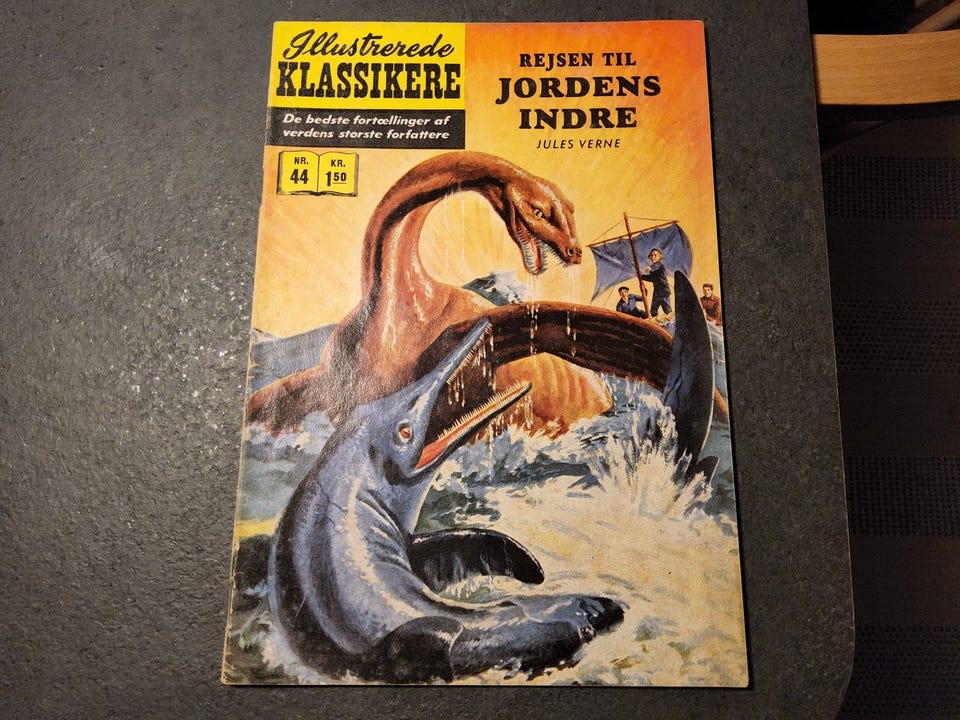 Illustrerede
KLASSIKERE
De bedste fortællinger af
verdens største forfattere
NR.
44
KR.
1 50
REJSEN TIL
JORDENS
INDRE
JULES VERNE